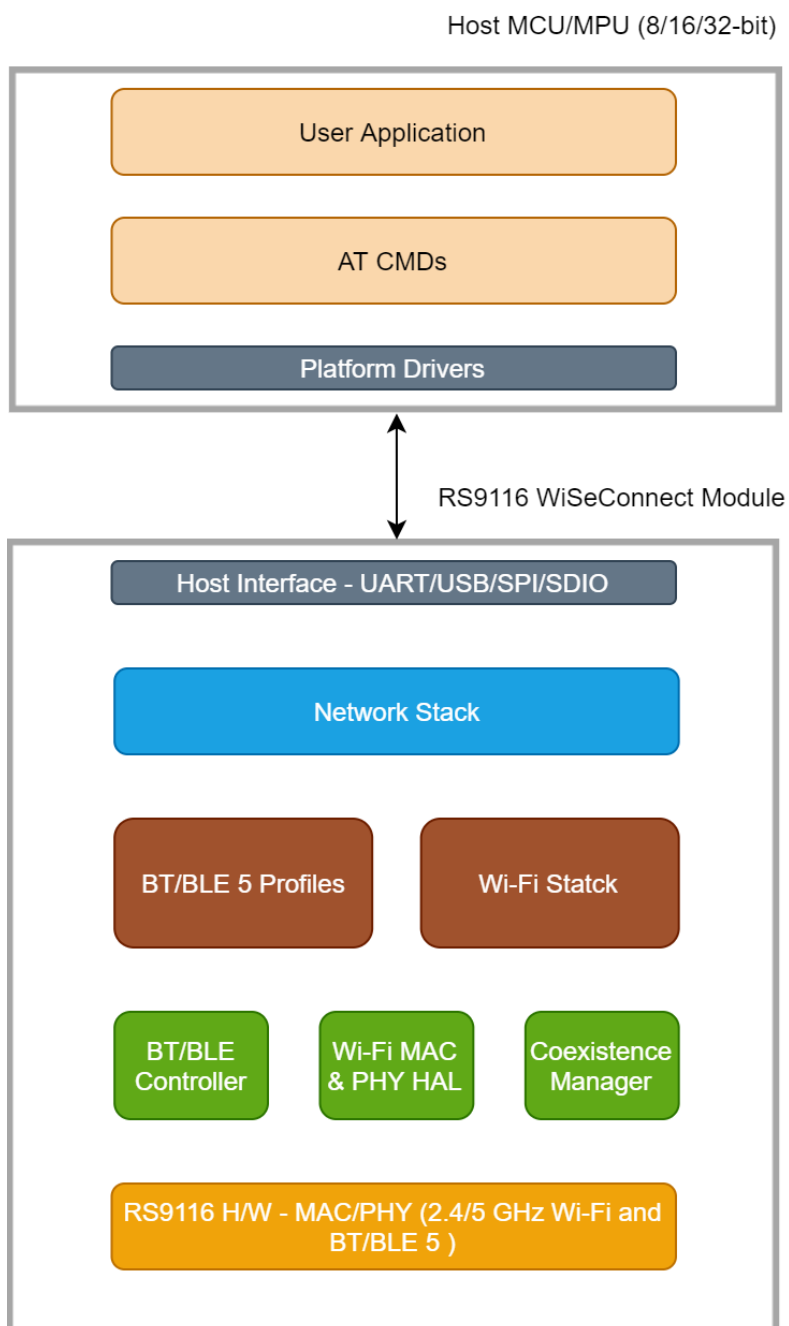 Host MCU/MPU (8/16/32-bit)
User Application
AT CMDs
Platform Drivers
RS9116 WiSeConnect Module
Host Interface - UART/USB/SPI/SDIO
Network Stack
BT/BLE 5 Profiles
Wi-Fi Statck
BT/BLE
Controller
Wi-Fi MAC
& PHY HAL
Coexistence
Manager
RS9116 H/W - MAC/PHY (2.4/5 GHz Wi-Fi and
BT/BLE 5 )